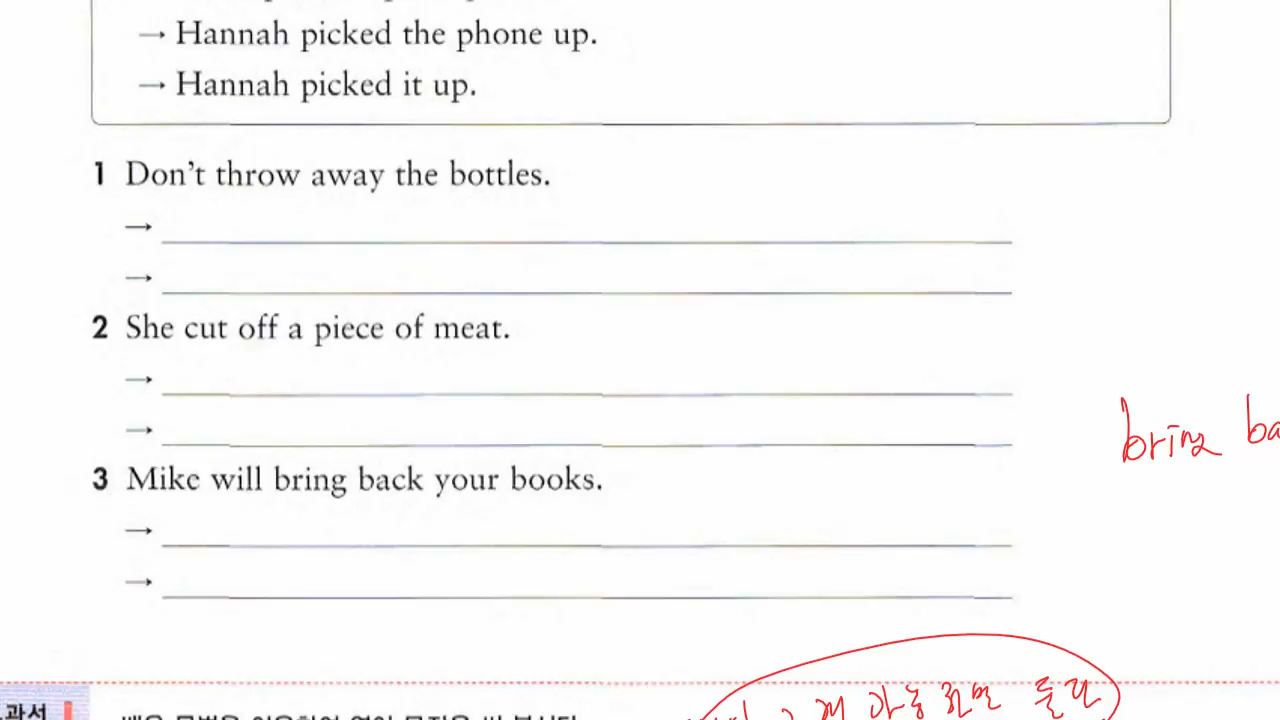 → Hannah picked the phone up.
→ Hannah picked it up.
1 Don't throw away the bottles.
→
→
2 She cut off a piece of meat.
→
→
bring
3 Mike will bring back your books.
→
→